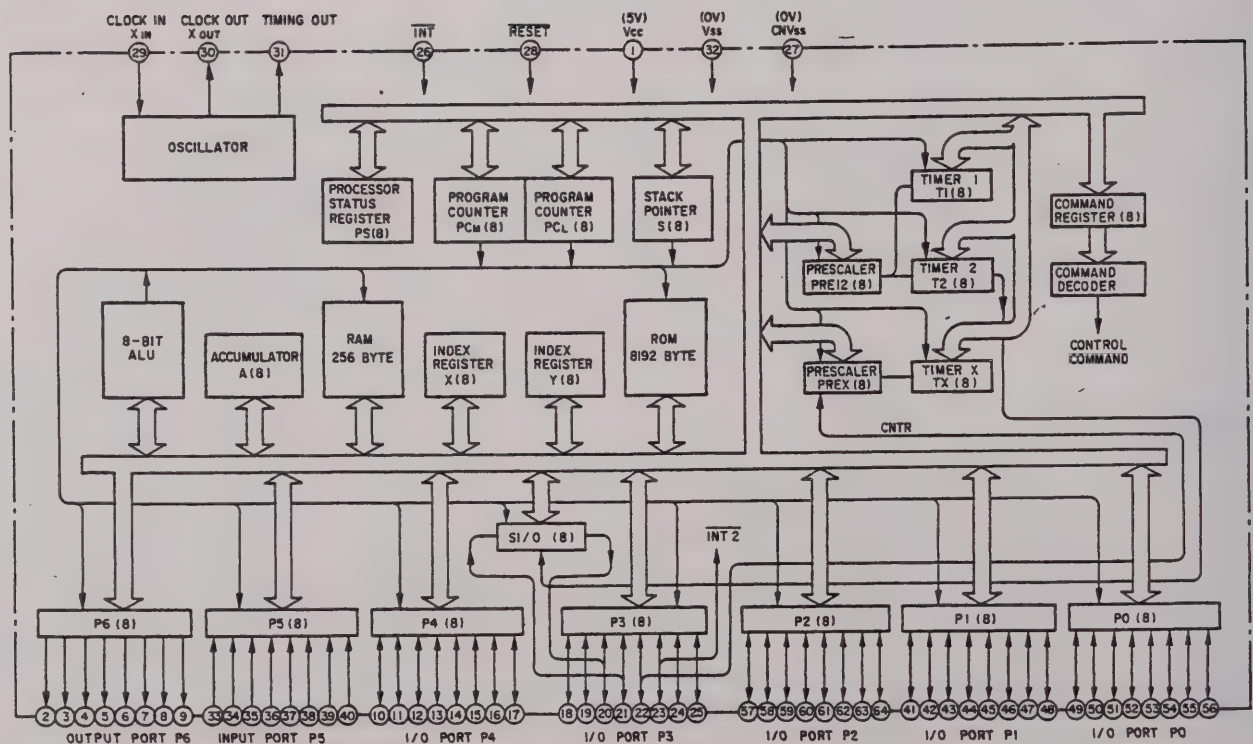 CLOCK IN CLOCK OUT TIMING OUT (5V) (0V) (0V)
X IN X OUT INT RESET Vcc Vss CNVss
29 30 31 26 28 1 32 27
OSCILLATOR
PROCESSOR
STATUS
REGISTER
PS(8)
PROGRAM
COUNTER
PCM(8)
PROGRAM
COUNTER
PCL(8)
STACK
POINTER
S(8)
TIMER 1
T1(8)
COMMAND
REGISTER(8)
PRESCALER
PRE12(8)
TIMER 2
T2(8)
COMMAND
DECODER
8-BIT
ALU
ACCUMULATOR
A(8)
RAM
256 BYTE
INDEX
REGISTER
X(8)
INDEX
REGISTER
Y(8)
ROM
8192 BYTE
PRESCALER
PREX(8)
TIMER X
TX(8)
CONTROL
COMMAND
CNTR
SI/O (8)
INT 2
P6(8) P5(8) P4(8) P3(8) P2(8) P1(8) P0(8)
2 3 4 5 6 7 8 9 33 34 35 36 37 38 39 40 10 11 12 13 14 15 16 17 18 19 20 21 22 23 24 25 57 58 59 60 61 62 63 64 41 42 43 44 45 46 47 48 49 50 51 52 53 54 55 56
OUTPUT PORT P6 INPUT PORT P5 I/O PORT P4 I/O PORT P3 I/O PORT P2 I/O PORT P1 I/O PORT P0